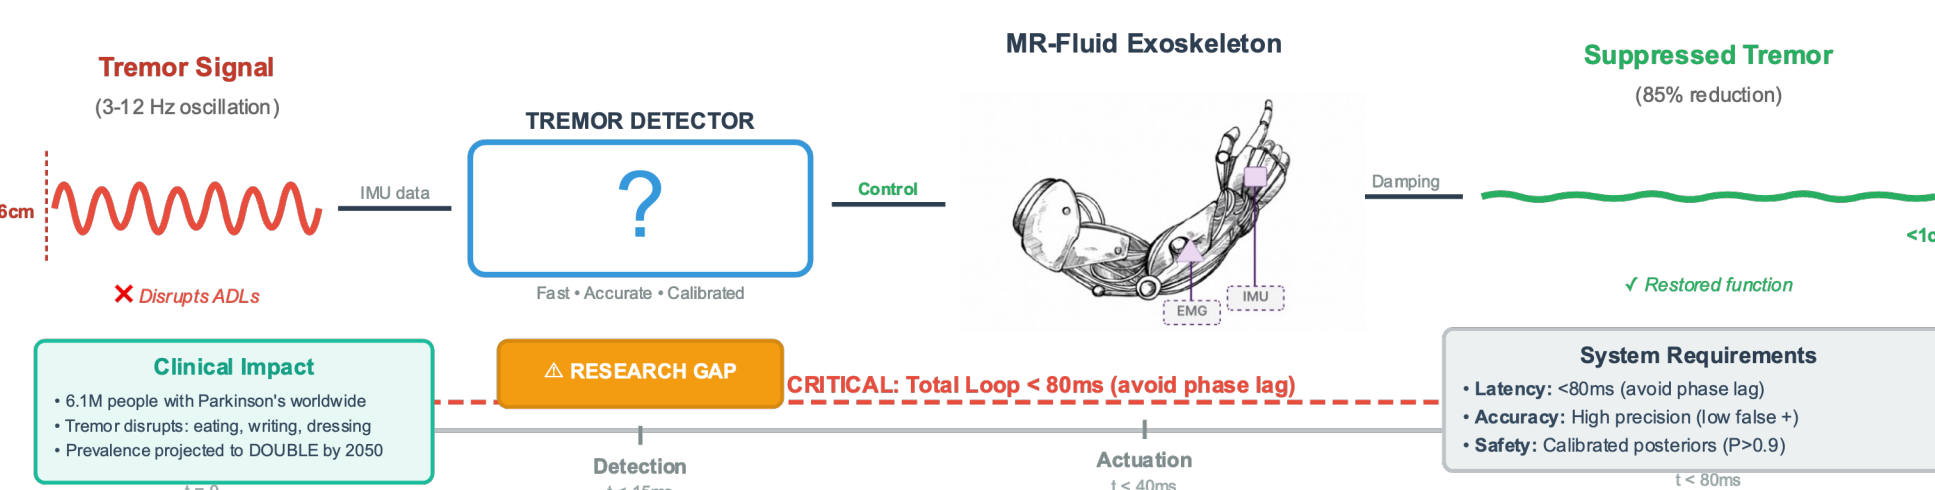 Tremor Signal
(3-12 Hz oscillation)
6cm
Disrupts ADLs
IMU data
TREMOR DETECTOR
?
Fast • Accurate • Calibrated
Control
MR-Fluid Exoskeleton
EMG
IMU
Damping
Suppressed Tremor
(85% reduction)
<1c
✓ Restored function
Clinical Impact
• 6.1M people with Parkinson's worldwide
• Tremor disrupts: eating, writing, dressing
• Prevalence projected to DOUBLE by 2050
⚠ RESEARCH GAP
CRITICAL: Total Loop < 80ms (avoid phase lag)
Detection
Actuation
t < 40ms
System Requirements
• Latency: <80ms (avoid phase lag)
• Accuracy: High precision (low false +)
• Safety: Calibrated posteriors (P>0.9)
t < 80ms